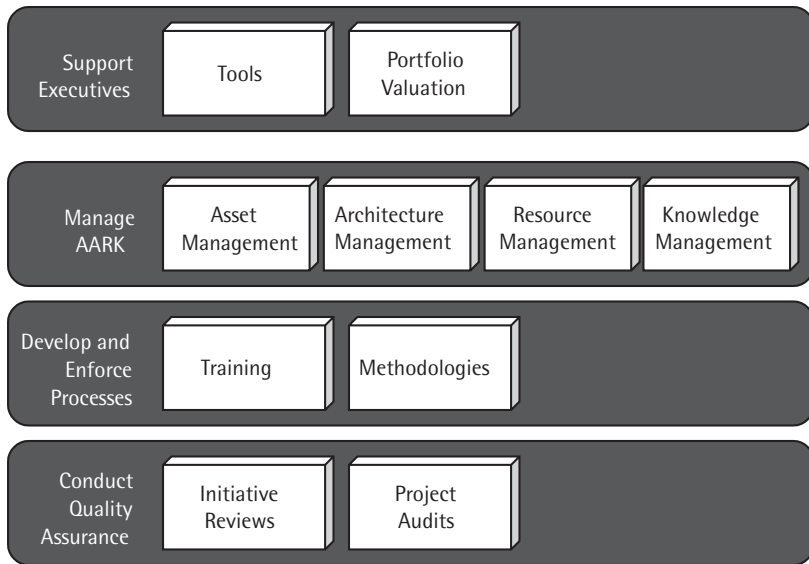 Support
Executives
Tools
Portfolio
Valuation
Manage
AARK
Asset
Management
Architecture
Management
Resource
Management
Knowledge
Management
Develop and
Enforce
Processes
Training
Methodologies
Conduct
Quality
Assurance
Initiative
Reviews
Project
Audits